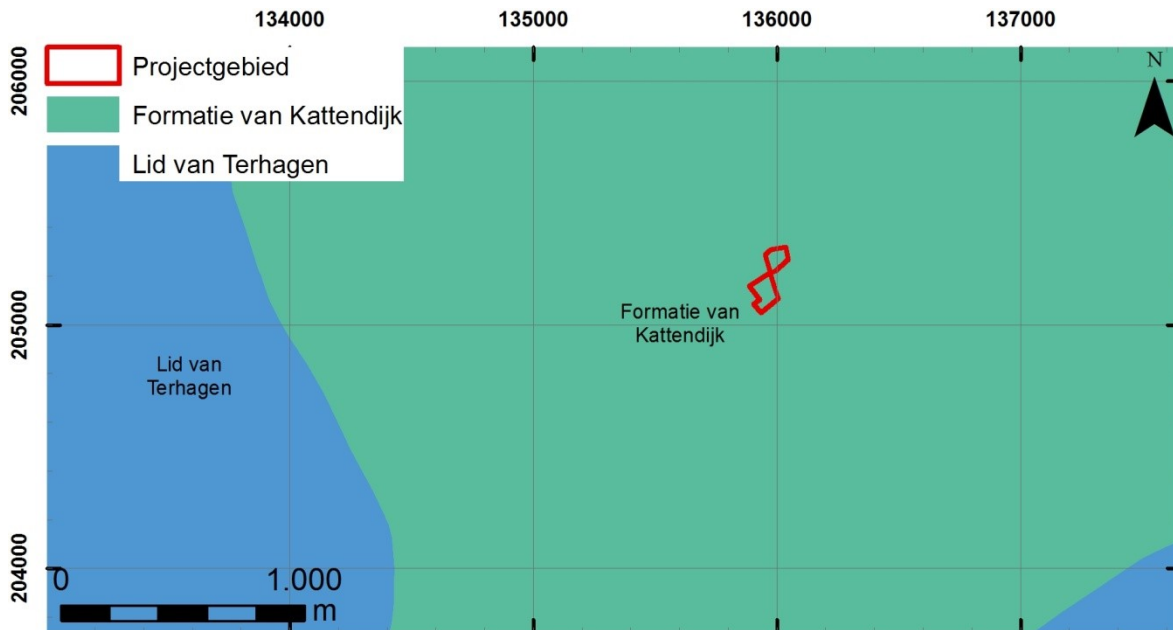 134000 135000 136000 137000
206000
205000
204000
Projectgebied
Formatie van Kattendijk
Lid van Terhagen
N
Formatie van
Kattendijk
Lid van
Terhagen
0 1.000
m